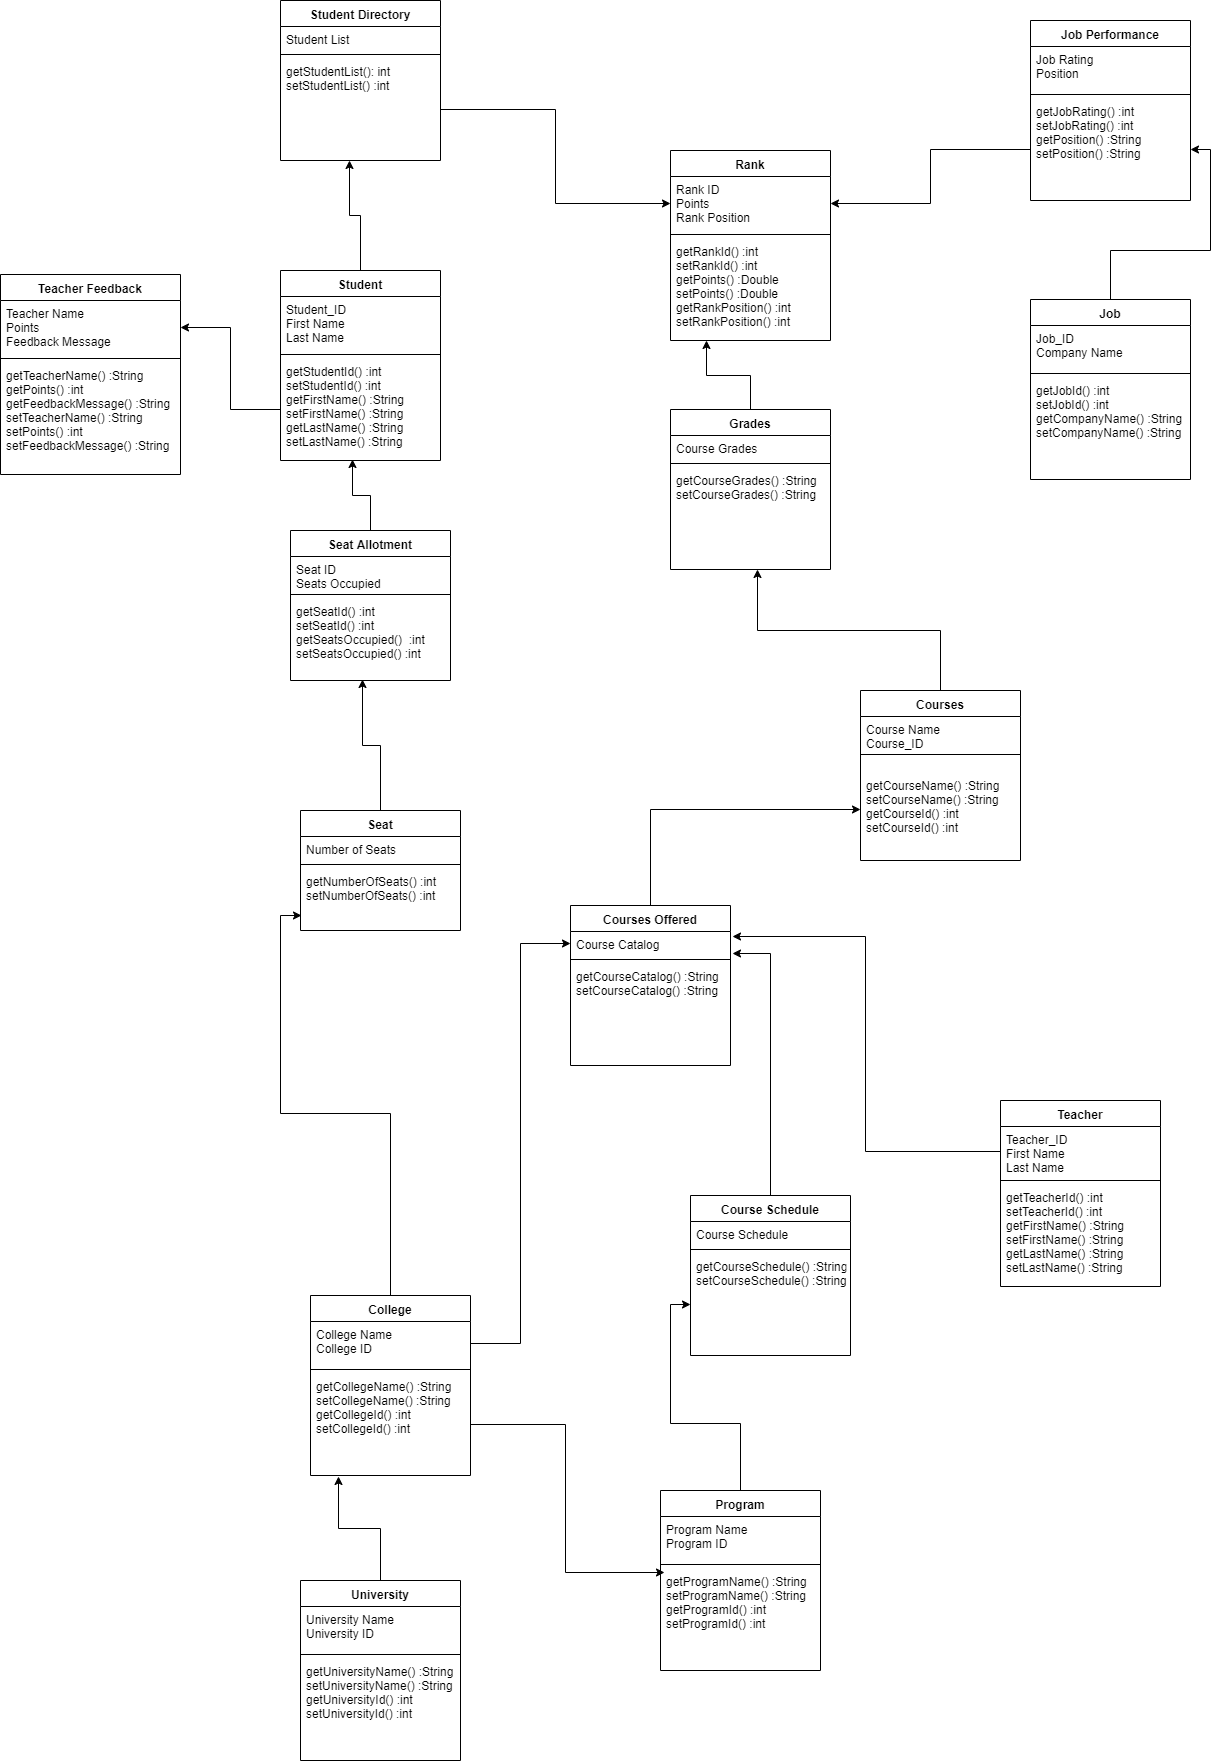 Student Directory
Student List
getStudentList(): int
setStudentList() :int
Job Performance
Job Rating
Position
getJobRating() :int
setJobRating() :int
getPosition() :String
setPosition() :String
Rank
Rank ID
Points
Rank Position
getRankId() :int
setRankId() :int
getPoints() :Double
setPoints() :Double
getRankPosition() :int
setRankPosition() :int
Teacher Feedback
Teacher Name
Points
Feedback Message
getTeacherName() :String
getPoints() :int
getFeedbackMessage() :String
setTeacherName() :String
setPoints() :int
setFeedbackMessage() :String
Student
Student_ID
First Name
Last Name
getStudentId() :int
setStudentId() :int
getFirstName() :String
setFirstName() :String
getLastName() :String
setLastName() :String
Job
Job_ID
Company Name
getJobId() :int
setJobId() :int
getCompanyName() :String
setCompanyName() :String
Grades
Course Grades
getCourseGrades() :String
setCourseGrades() :String
Seat Allotment
Seat ID
Seats Occupied
getSeatId() :int
setSeatId() :int
getSeatsOccupied()  :int
setSeatsOccupied() :int
Courses
Course Name
Course_ID
getCourseName() :String
setCourseName() :String
getCourseId() :int
setCourseId() :int
Seat
Number of Seats
getNumberOfSeats() :int
setNumberOfSeats() :int
Courses Offered
Course Catalog
getCourseCatalog() :String
setCourseCatalog() :String
Teacher
Teacher_ID
First Name
Last Name
getTeacherId() :int
setTeacherId() :int
getFirstName() :String
setFirstName() :String
getLastName() :String
setLastName() :String
Course Schedule
Course Schedule
getCourseSchedule() :String
setCourseSchedule() :String
College
College Name
College ID
getCollegeName() :String
setCollegeName() :String
getCollegeId() :int
setCollegeId() :int
Program
Program Name
Program ID
getProgramName() :String
setProgramName() :String
getProgramId() :int
setProgramId() :int
University
University Name
University ID
getUniversityName() :String
setUniversityName() :String
getUniversityId() :int
setUniversityId() :int